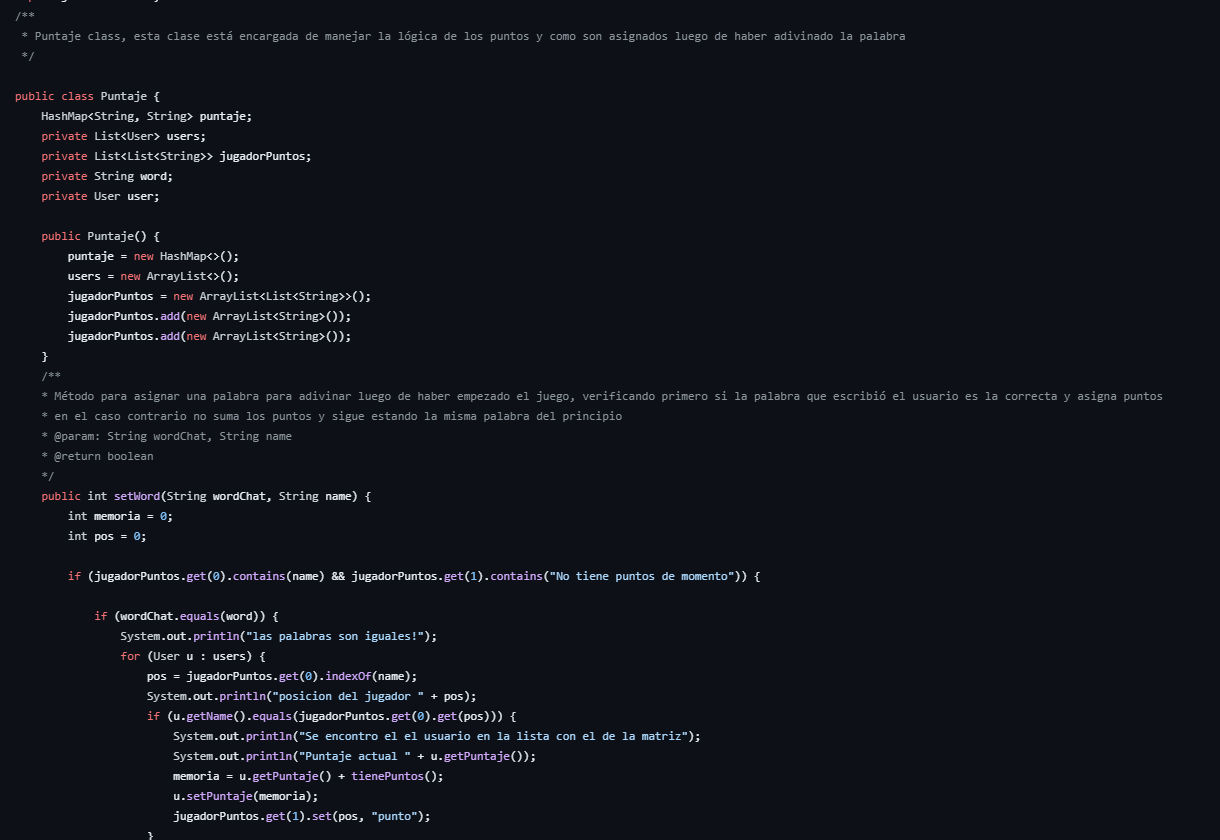 /**
 * Puntaje class, esta clase está encargada de manejar la lógica de los puntos y como son asignados luego de haber adivinado la palabra
 */
public class Puntaje {
    HashMap<String, String> puntaje;
    private List<User> users;
    private List<List<String>> jugadorPuntos;
    private String word;
    private User user;
    public Puntaje() {
        puntaje = new HashMap<>();
        users = new ArrayList<>();
        jugadorPuntos = new ArrayList<List<String>>();
        jugadorPuntos.add(new ArrayList<String>());
        jugadorPuntos.add(new ArrayList<String>());
    }
    /**
    * Método para asignar una palabra para adivinar luego de haber empezado el juego, verificando primero si la palabra que escribió el usuario es la correcta y asigna puntos
    * en el caso contrario no suma los puntos y sigue estando la misma palabra del principio
    * @param: String wordChat, String name
    * @return boolean
    */
    public int setWord(String wordChat, String name) {
        int memoria = 0;
        int pos = 0;
        if (jugadorPuntos.get(0).contains(name) && jugadorPuntos.get(1).contains("No tiene puntos de momento")) {
            if (wordChat.equals(word)) {
                System.out.println("las palabras son iguales!");
                for (User u : users) {
                    pos = jugadorPuntos.get(0).indexOf(name);
                    System.out.println("posicion del jugador " + pos);
                    if (u.getName().equals(jugadorPuntos.get(0).get(pos))) {
                        System.out.println("Se encontro el el usuario en la lista con el de la matriz");
                        System.out.println("Puntaje actual " + u.getPuntaje());
                        memoria = u.getPuntaje() + tienePuntos();
                        u.setPuntaje(memoria);
                        jugadorPuntos.get(1).set(pos, "punto");
                    }